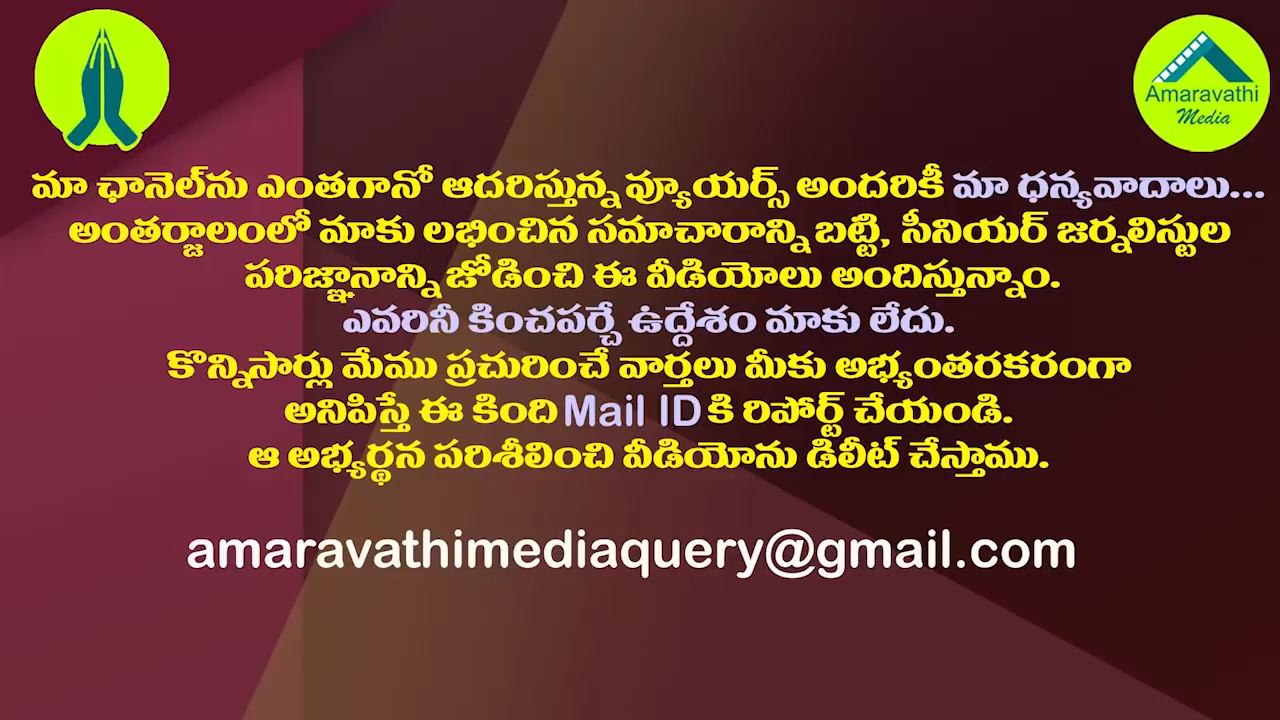 Amaravathi
Media
మా ఛానెల్‌ను ఎంతగానో ఆదరిస్తున్న వ్యూయర్స్ అందరికీ మా ధన్యవాదాలు...
అంతర్జాలంలో మాకు లభించిన సమాచారాన్ని బట్టి, సీనియర్ జర్నలిస్టుల
పరిజ్ఞానాన్ని జోడించి ఈ వీడియోలు అందిస్తున్నాం.
ఎవరినీ కించపర్చే ఉద్దేశం మాకు లేదు.
కొన్నిసార్లు మేము ప్రచురించే వార్తలు మీకు అభ్యంతరకరంగా
అనిపిస్తే ఈ కింది Mail ID కి రిపోర్ట్ చేయండి.
ఆ అభ్యర్థన పరిశీలించి వీడియోను డిలీట్ చేస్తాము.
amaravathimediaquery@gmail.com